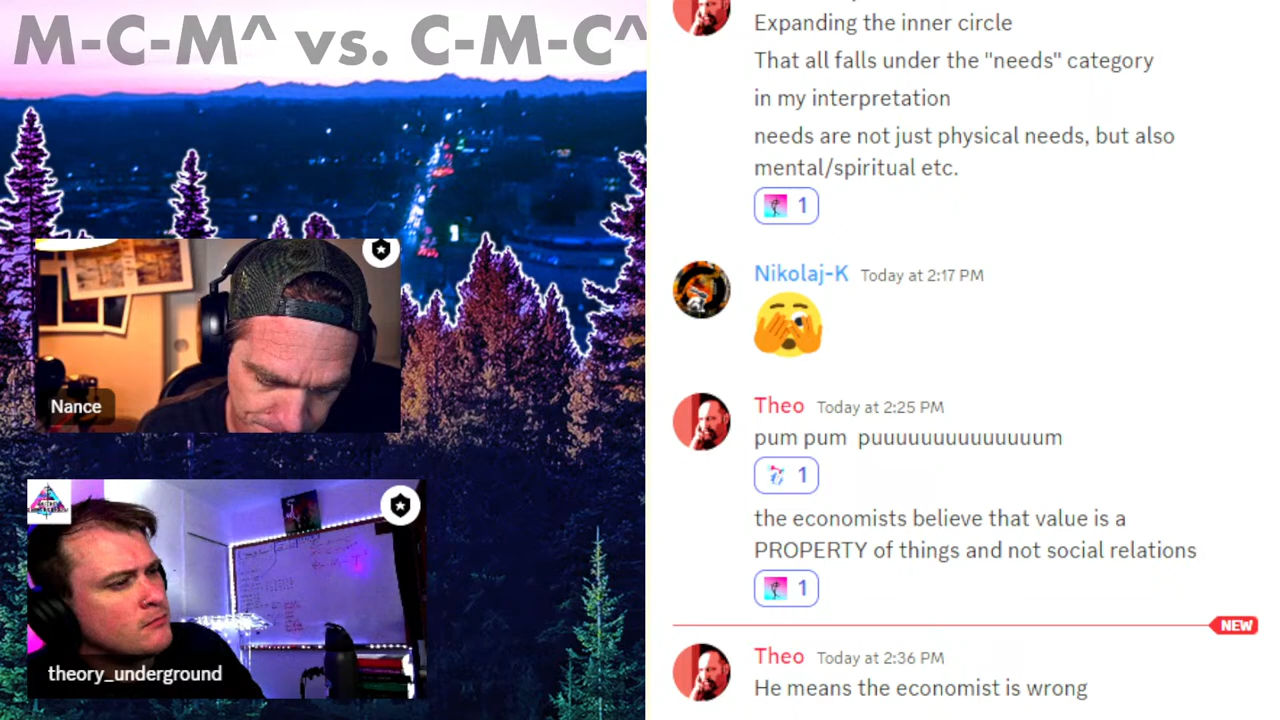 M-C-M^ vs. C-M-C^
Nance
theory_underground
Expanding the inner circle
That all falls under the "needs" category
in my interpretation
needs are not just physical needs, but also
mental/spiritual etc.
1
Nikolaj-K Today at 2:17 PM
Theo Today at 2:25 PM
pum pum puuuuuuuuuuuuuum
1
the economists believe that value is a
PROPERTY of things and not social relations
1
NEW
Theo Today at 2:36 PM
He means the economist is wrong